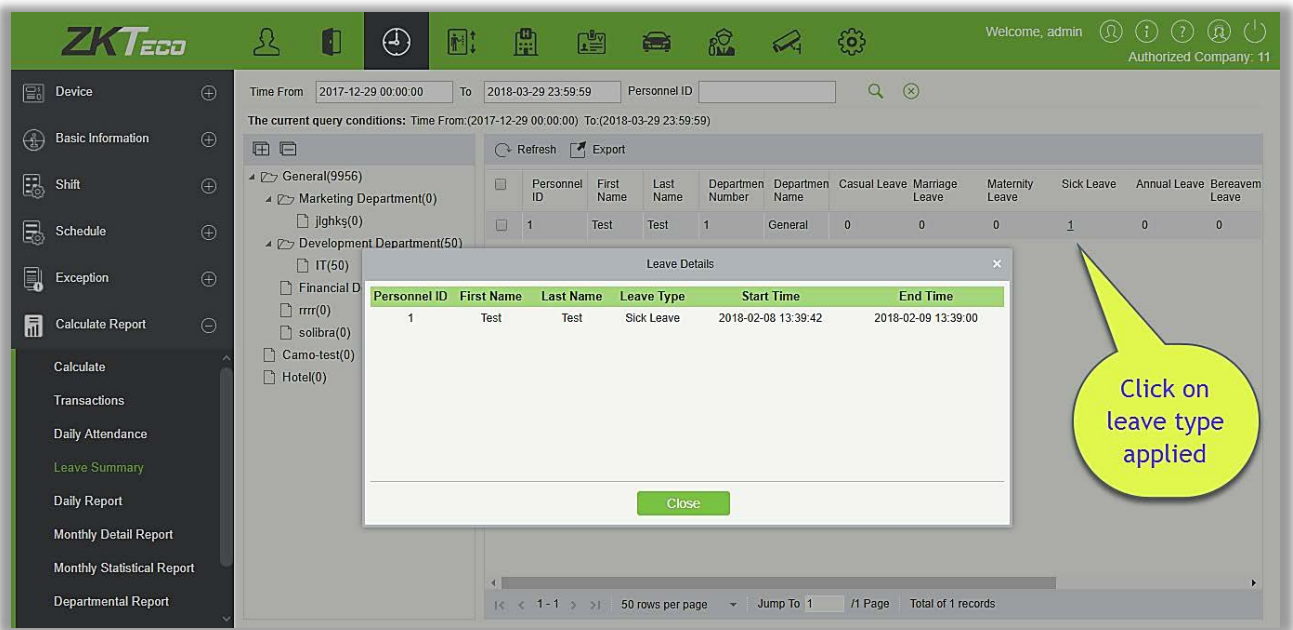 ZKTeco
Welcome, admin
Authorized Company: 11
Device
Basic Information
Shift
Schedule
Exception
Calculate Report
Calculate
Transactions
Daily Attendance
Leave Summary
Daily Report
Monthly Detail Report
Monthly Statistical Report
Departmental Report
Time From 2017-12-29 00:00:00 To 2018-03-29 23:59:59 Personnel ID
The current query conditions: Time From:(2017-12-29 00:00:00) To:(2018-03-29 23:59:59)
General(9956)
Marketing Department(0)
jlghkş(0)
Development Department(50)
IT(50)
Financial D
rrrr(0)
solibra(0)
Camo-test(0)
Hotel(0)
Refresh Export
Personnel ID First Name Last Name Departmen Number Departmen Name Casual Leave Marriage Leave Maternity Leave Sick Leave Annual Leave Bereavem Leave
1 Test Test 1 General 0 0 0 1 0 0
Leave Details
Personnel ID First Name Last Name Leave Type Start Time End Time
1 Test Test Sick Leave 2018-02-08 13:39:42 2018-02-09 13:39:00
Close
Click on
leave type
applied
1-1 50 rows per page Jump To 1 /1 Page Total of 1 records